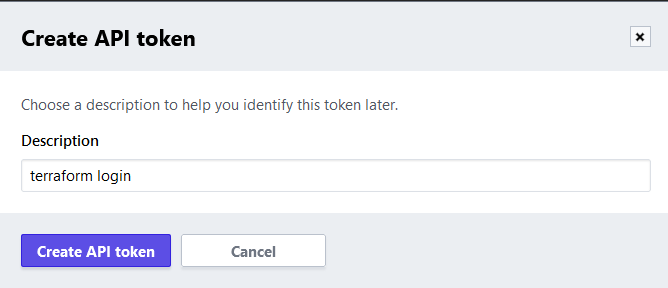 Create API token
Choose a description to help you identify this token later.
Description
terraform login
Create API token
Cancel